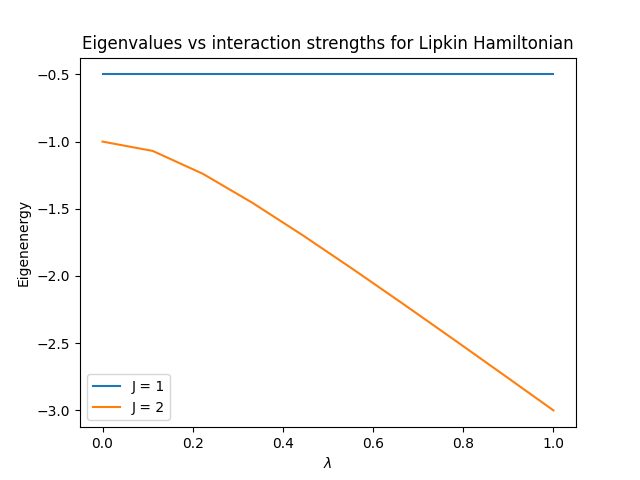 Eigenvalues vs interaction strengths for Lipkin Hamiltonian
Eigenenergy
−0.5
−1.0
−1.5
−2.0
−2.5
−3.0
J = 1
J = 2
0.0 0.2 0.4 0.6 0.8 1.0
λ